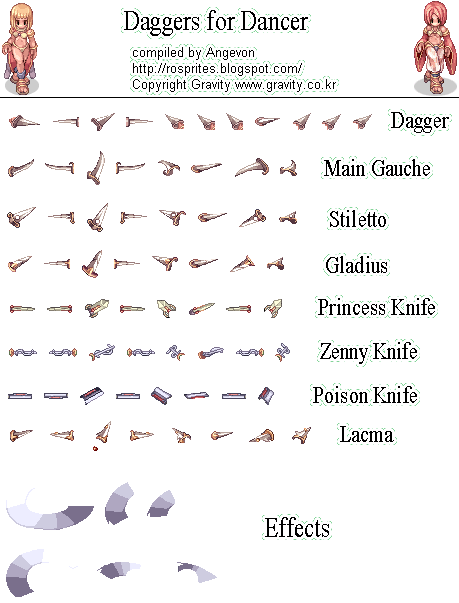 Daggers for Dancer
compiled by Angevon
http://rosprites.blogspot.com/
Copyright Gravity www.gravity.co.kr
Dagger
Main Gauche
Stiletto
Gladius
Princess Knife
Zenny Knife
Poison Knife
Lacma
Effects